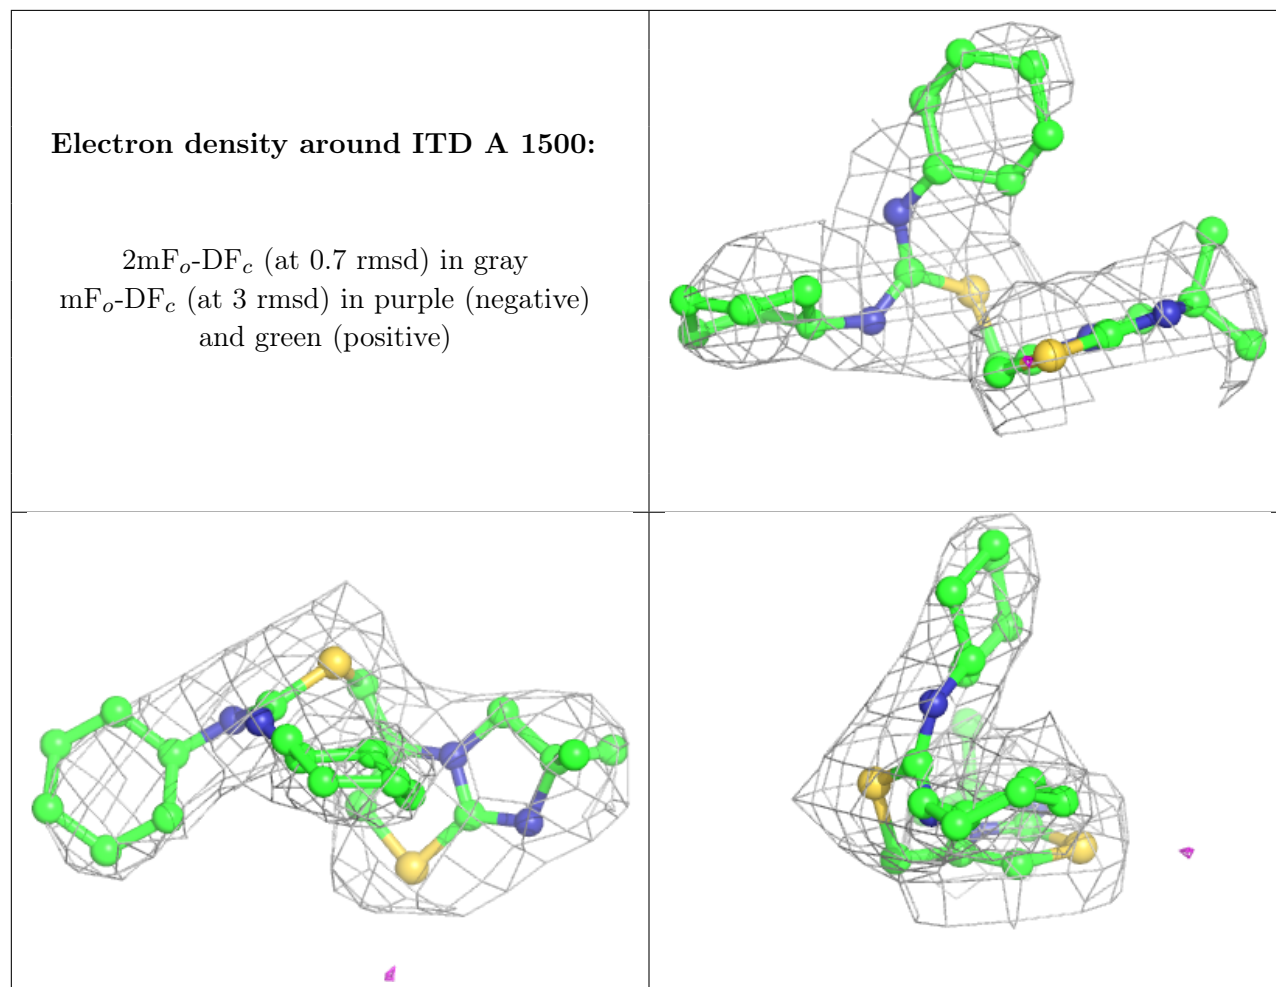 Electron density around ITD A 1500:
2mFₒ-DF𝒸 (at 0.7 rmsd) in gray
mFₒ-DF𝒸 (at 3 rmsd) in purple (negative)
and green (positive)